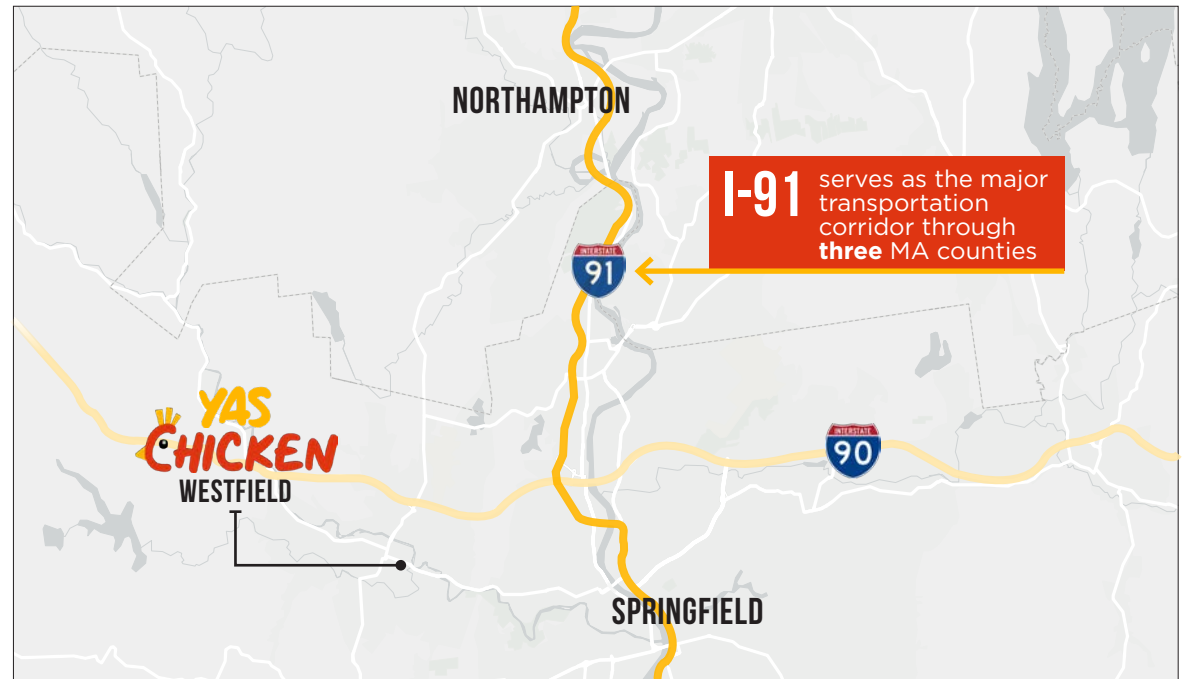 NORTHAMPTON
I-91
serves as the major
transportation
corridor through
three MA counties
INTERSTATE
91
YAS
CHICKEN
WESTFIELD
INTERSTATE
90
SPRINGFIELD